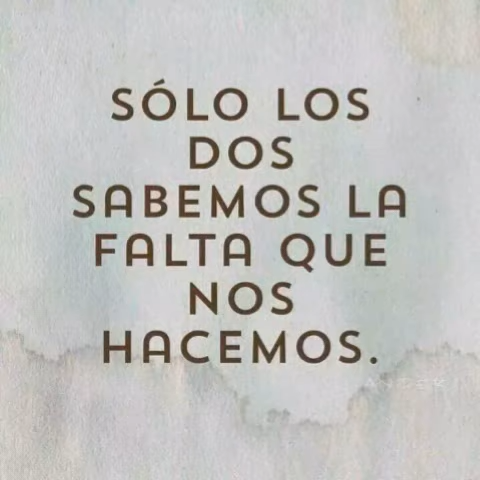 SÓLO LOS
DOS
SABEMOS LA
FALTA QUE
NOS
HACEMOS.